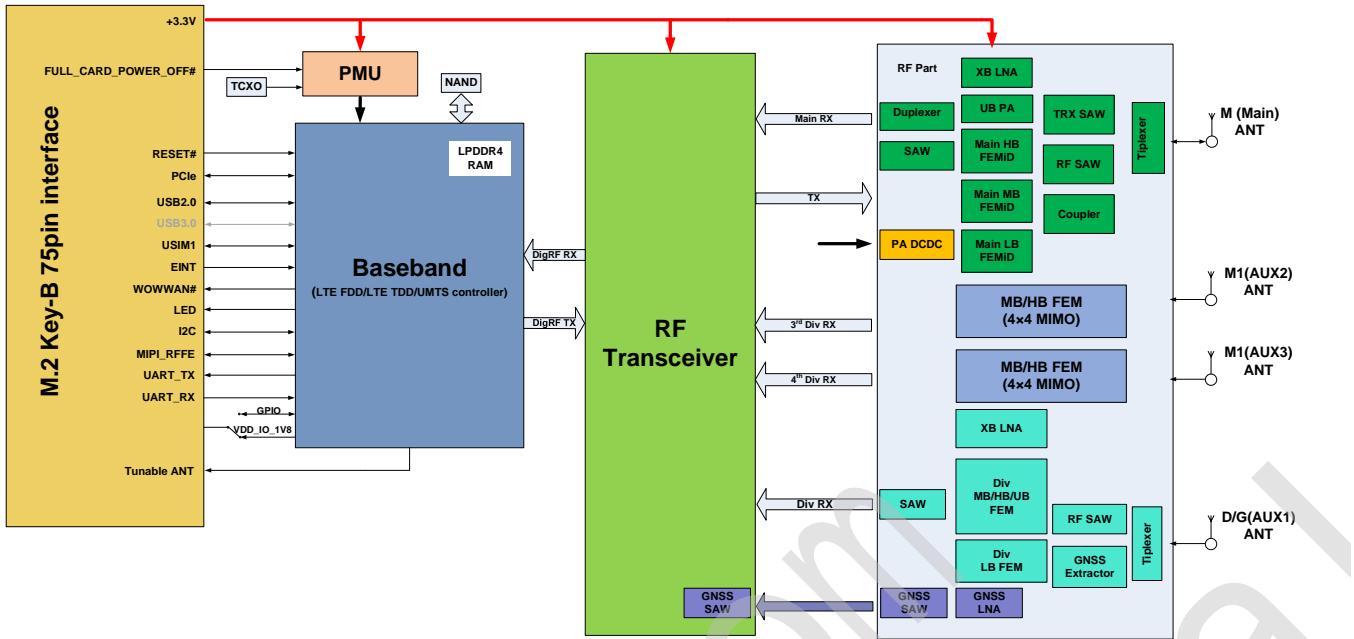 M.2 Key-B 75pin interface
+3.3V
FULL_CARD_POWER_OFF#
RESET#
PCIe
USB2.0
USB3.0
USIM1
EINT
WOWWAN#
LED
I2C
MIPI_RFFE
UART_TX
UART_RX
GPIO
VDD_IO_1V8
Tunable ANT
TCXO
PMU
NAND
LPDDR4
RAM
Baseband
(LTE FDD/LTE TDD/UMTS controller)
DigRF RX
DigRF TX
RF
Transceiver
GNSS
SAW
Main RX
TX
3rd Div RX
4th Div RX
Div RX
RF Part
XB LNA
Duplexer
UB PA
TRX SAW
Tiplexer
SAW
Main HB
FEMiD
RF SAW
Main MB
FEMiD
Coupler
PA DCDC
Main LB
FEMiD
MB/HB FEM
(4×4 MIMO)
MB/HB FEM
(4×4 MIMO)
XB LNA
SAW
Div
MB/HB/UB
FEM
RF SAW
Tiplexer
Div
LB FEM
GNSS
Extractor
GNSS
SAW
GNSS
LNA
M (Main)
ANT
M1(AUX2)
ANT
M1(AUX3)
ANT
D/G(AUX1)
ANT